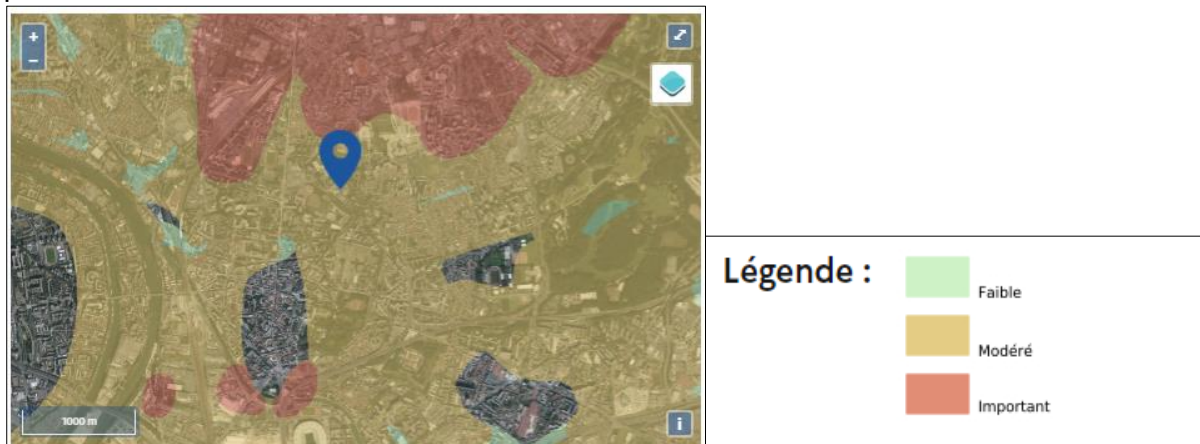 +
−
1000 m
i
Légende :
Faible
Modéré
Important